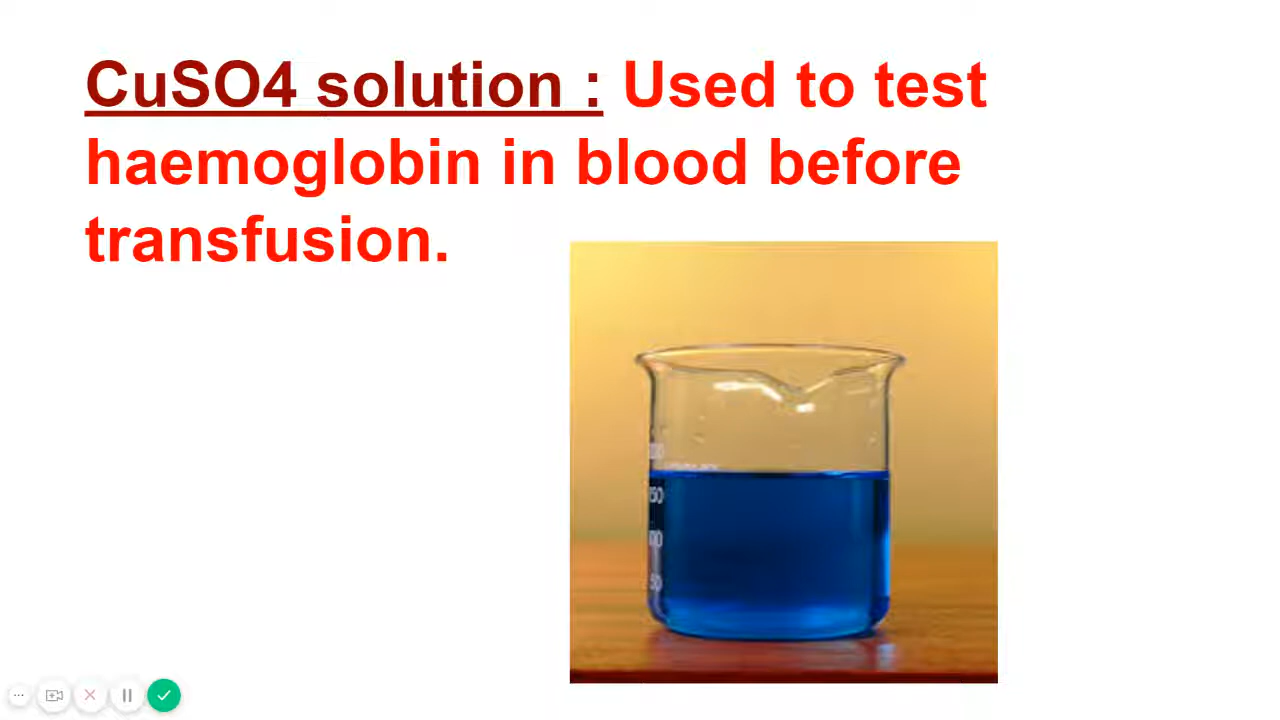 CuSO4 solution : Used to test
haemoglobin in blood before
transfusion.